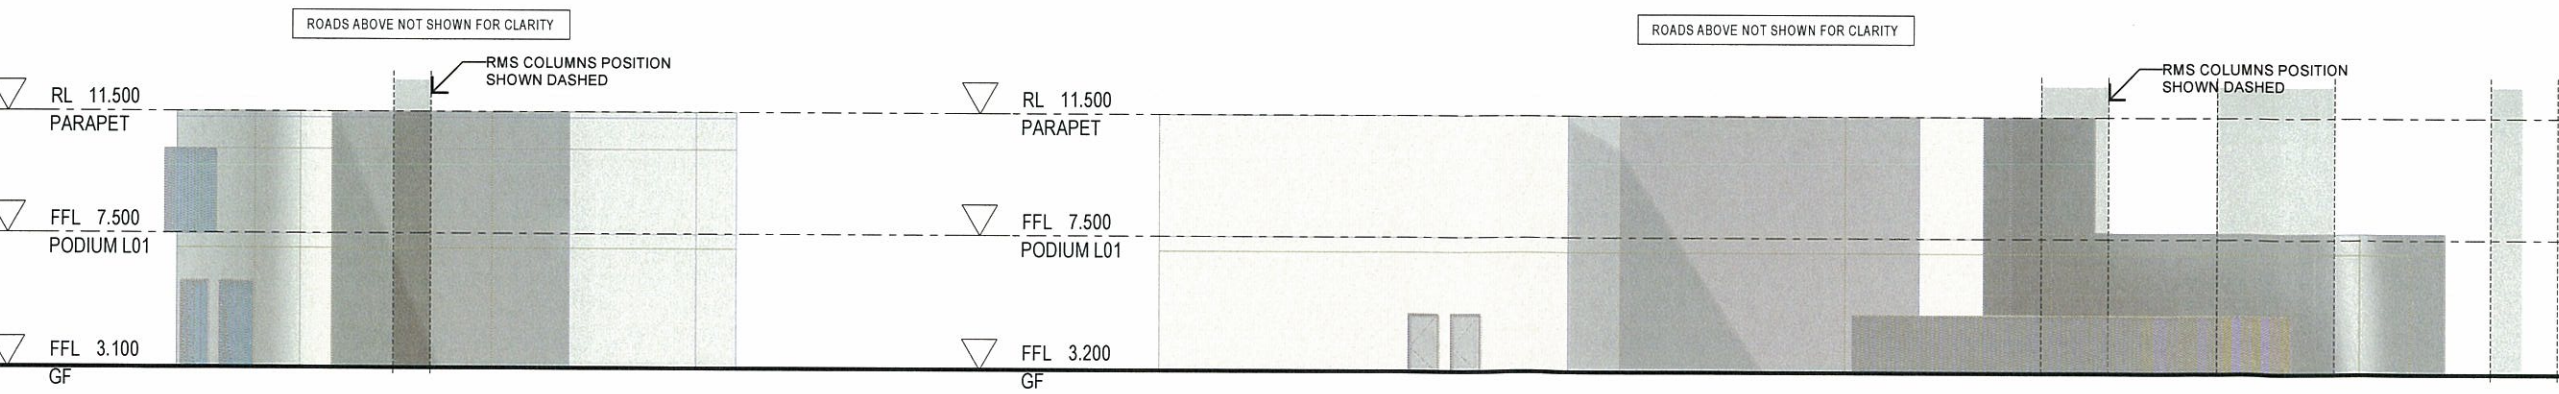 ROADS ABOVE NOT SHOWN FOR CLARITY
RMS COLUMNS POSITION
SHOWN DASHED
RL 11.500
PARAPET
FFL 7.500
PODIUM L01
FFL 3.100
GF
ROADS ABOVE NOT SHOWN FOR CLARITY
RMS COLUMNS POSITION
SHOWN DASHED
RL 11.500
PARAPET
FFL 7.500
PODIUM L01
FFL 3.200
GF